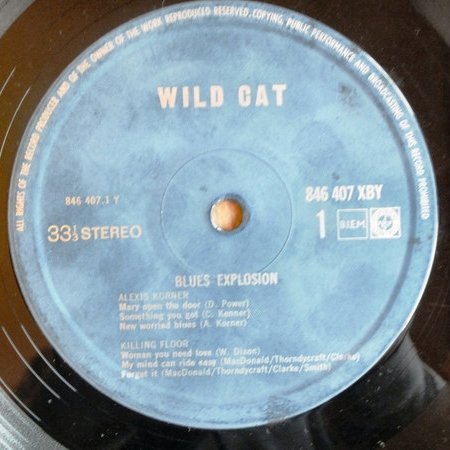 ALL RIGHTS OF THE RECORD PRODUCER AND OF THE OWNER OF THE WORK REPRODUCED RESERVED. COPYING, PUBLIC PERFORMANCE AND BROADCASTING OF THIS RECORD PROHIBITED
WILD CAT
846 407.1 Y
846 407 XBY
33⅓ STEREO
1
BIEM
BLUES EXPLOSION
ALEXIS KORNER
Mary open the door (D. Power)
Something you got (C. Kenner)
New worried blues (A. Korner)
KILLING FLOOR
Woman you need love (W. Dixon)
My mind can ride easy (MacDonald/Thorndycraft/Clarke)
Forget it (MacDonald/Thorndycraft/Clarke/Smith)